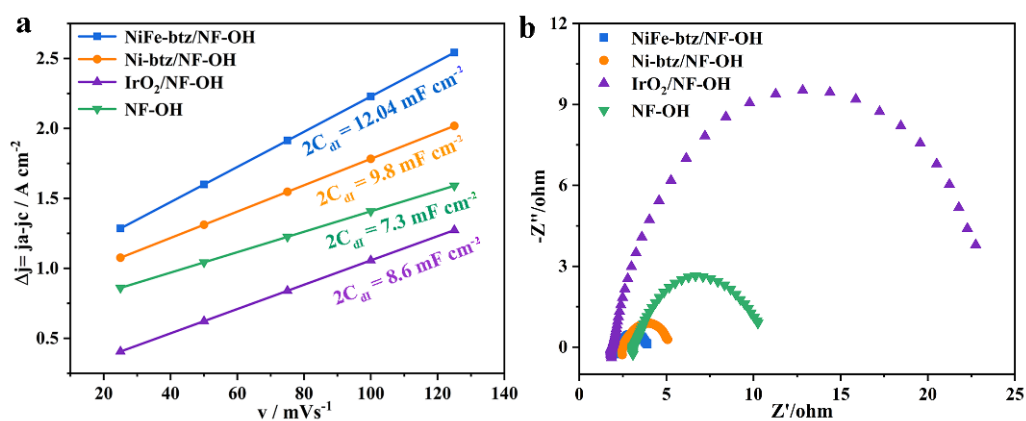 a
NiFe-btz/NF-OH
Ni-btz/NF-OH
IrO₂/NF-OH
NF-OH
2C_dl = 12.04 mF cm⁻²
2C_dl = 9.8 mF cm⁻²
2C_dl = 7.3 mF cm⁻²
2C_dl = 8.6 mF cm⁻²
Δj= ja-jc / A cm⁻²
2.5
2.0
1.5
1.0
0.5
20 40 60 80 100 120 140
v / mVs⁻¹
b
NiFe-btz/NF-OH
Ni-btz/NF-OH
IrO₂/NF-OH
NF-OH
-Z''/ohm
12
9
6
3
0
0 5 10 15 20 25
Z'/ohm